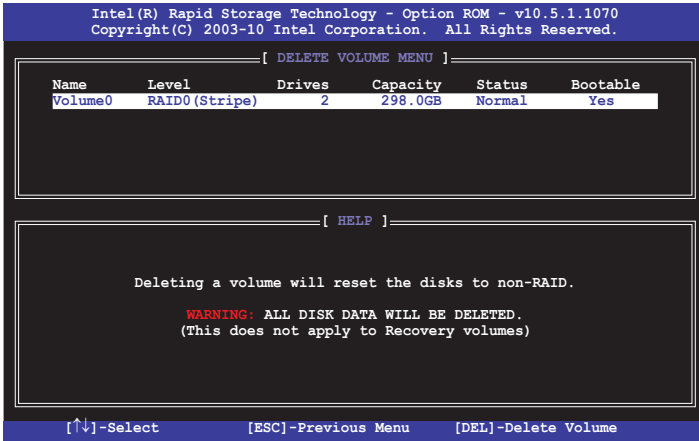 Intel(R) Rapid Storage Technology - Option ROM - v10.5.1.1070
Copyright(C) 2003-10 Intel Corporation. All Rights Reserved.
[ DELETE VOLUME MENU ]
Name Level Drives Capacity Status Bootable
Volume0 RAID0(Stripe) 2 298.0GB Normal Yes
[ HELP ]
Deleting a volume will reset the disks to non-RAID.
WARNING: ALL DISK DATA WILL BE DELETED.
(This does not apply to Recovery volumes)
[↑↓]-Select [ESC]-Previous Menu [DEL]-Delete Volume